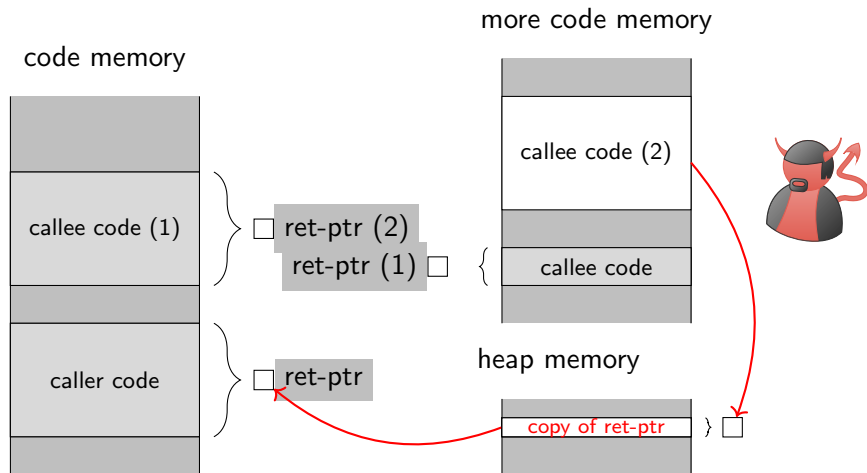 code memory
callee code (1)
caller code
ret-ptr (2)
ret-ptr (1)
ret-ptr
more code memory
callee code (2)
callee code
heap memory
copy of ret-ptr